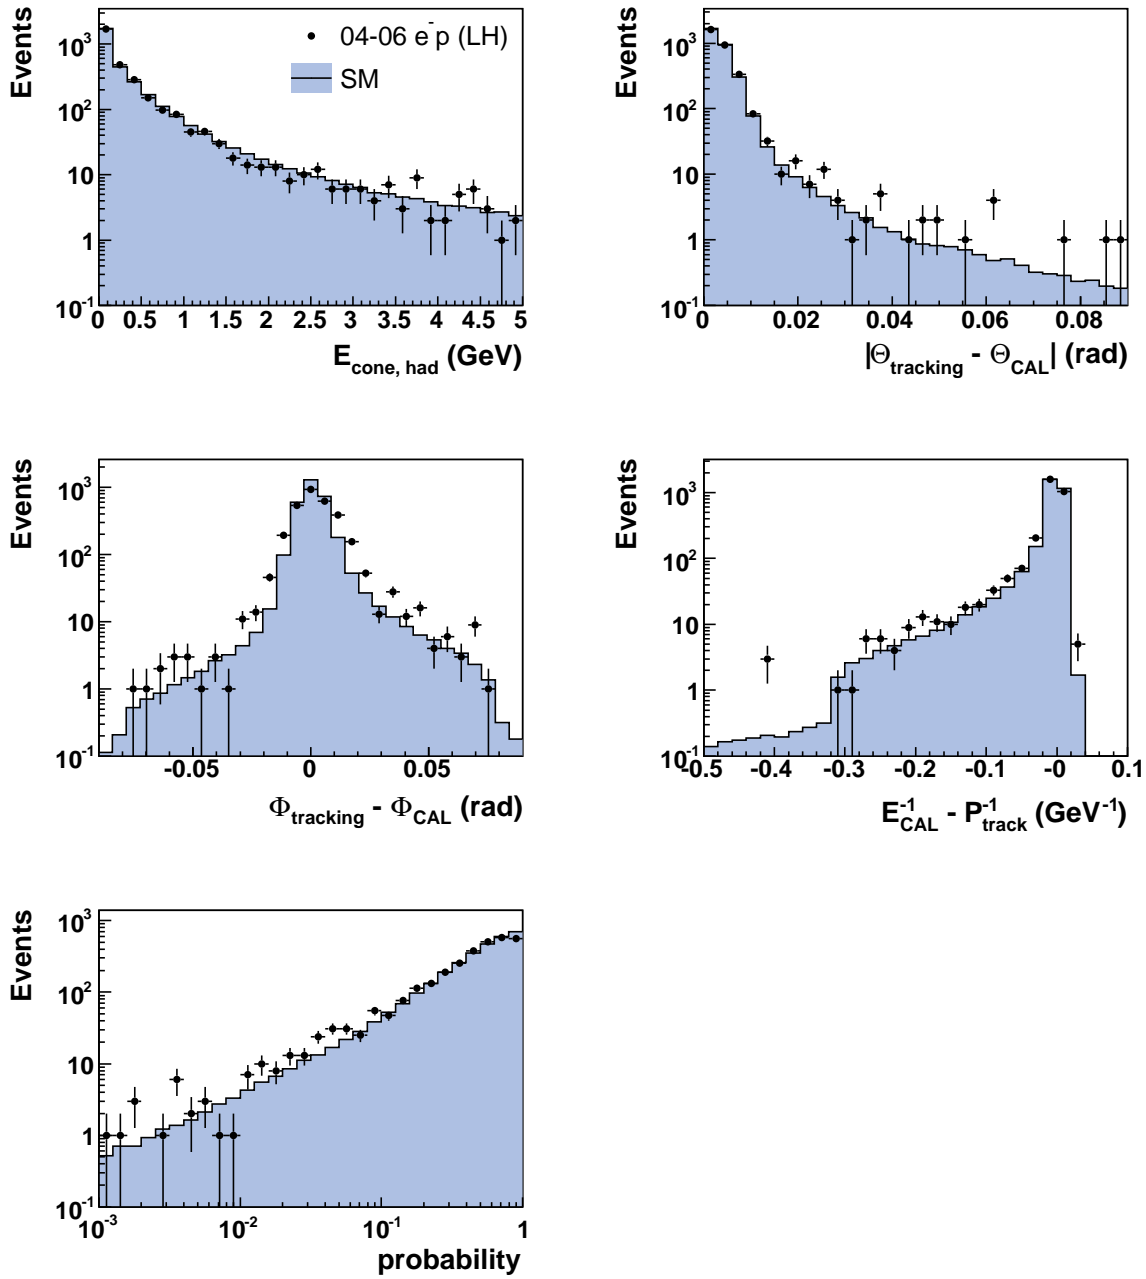 Events
10³
10²
10
1
10⁻¹
04-06 e⁻p (LH)
SM
0 0.5 1 1.5 2 2.5 3 3.5 4 4.5 5
E_cone, had (GeV)
Events
10³
10²
10
1
10⁻¹
0 0.02 0.04 0.06 0.08
|Θ_tracking - Θ_CAL| (rad)
Events
10³
10²
10
1
10⁻¹
-0.05 0 0.05
Φ_tracking - Φ_CAL (rad)
Events
10³
10²
10
1
10⁻¹
-0.5 -0.4 -0.3 -0.2 -0.1 -0 0.1
E⁻¹_CAL - P⁻¹_track (GeV⁻¹)
Events
10³
10²
10
1
10⁻¹
10⁻³ 10⁻² 10⁻¹ 1
probability